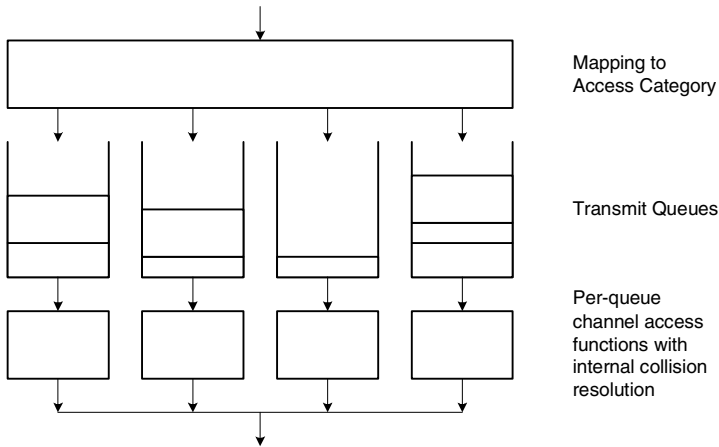 Mapping to
Access Category
Transmit Queues
Per-queue
channel access
functions with
internal collision
resolution